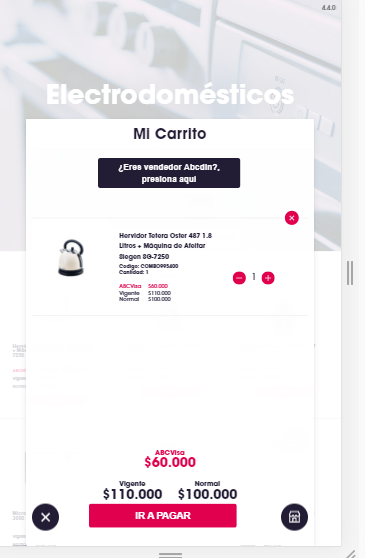 4.4.0
Electrodomésticos
Mi Carrito
¿Eres vendedor Abcdin?,
presiona aquí
Hervidor Tetera Oster 487 1.8
Litros + Máquina de Afeitar
Siegen SG-7250
Codigo: COMBO995400
Cantidad: 1
ABCVisa $60.000
Vigente $110.000
Normal $100.000
1
ABCVisa
$60.000
Vigente Normal
$110.000 $100.000
IR A PAGAR